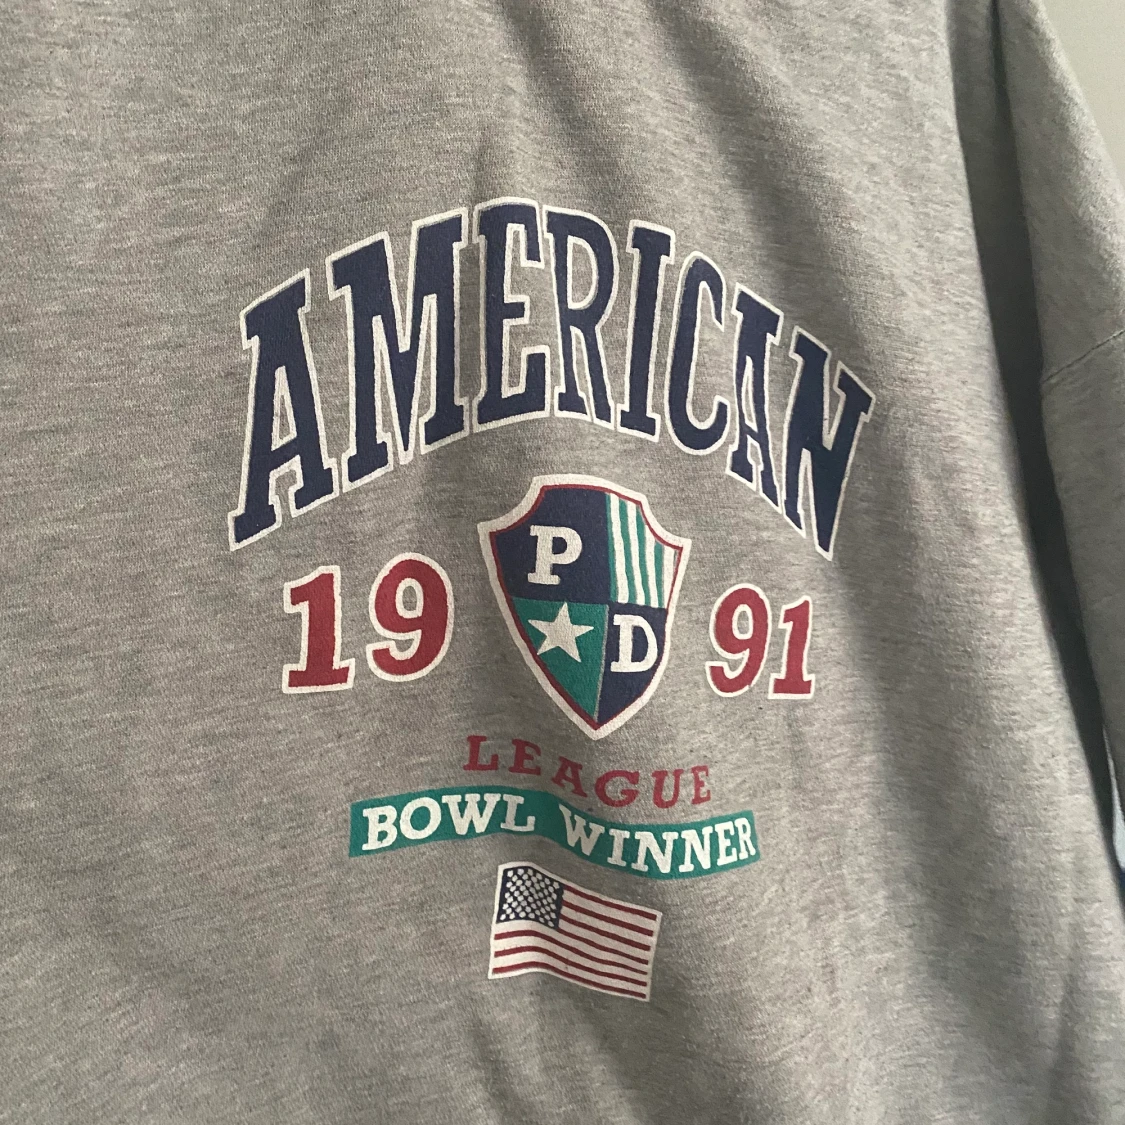 AMERICAN
P
19 91
D
LEAGUE
BOWL WINNER